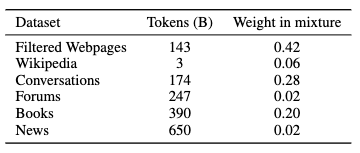 Dataset Tokens (B) Weight in mixture
Filtered Webpages 143 0.42
Wikipedia 3 0.06
Conversations 174 0.28
Forums 247 0.02
Books 390 0.20
News 650 0.02